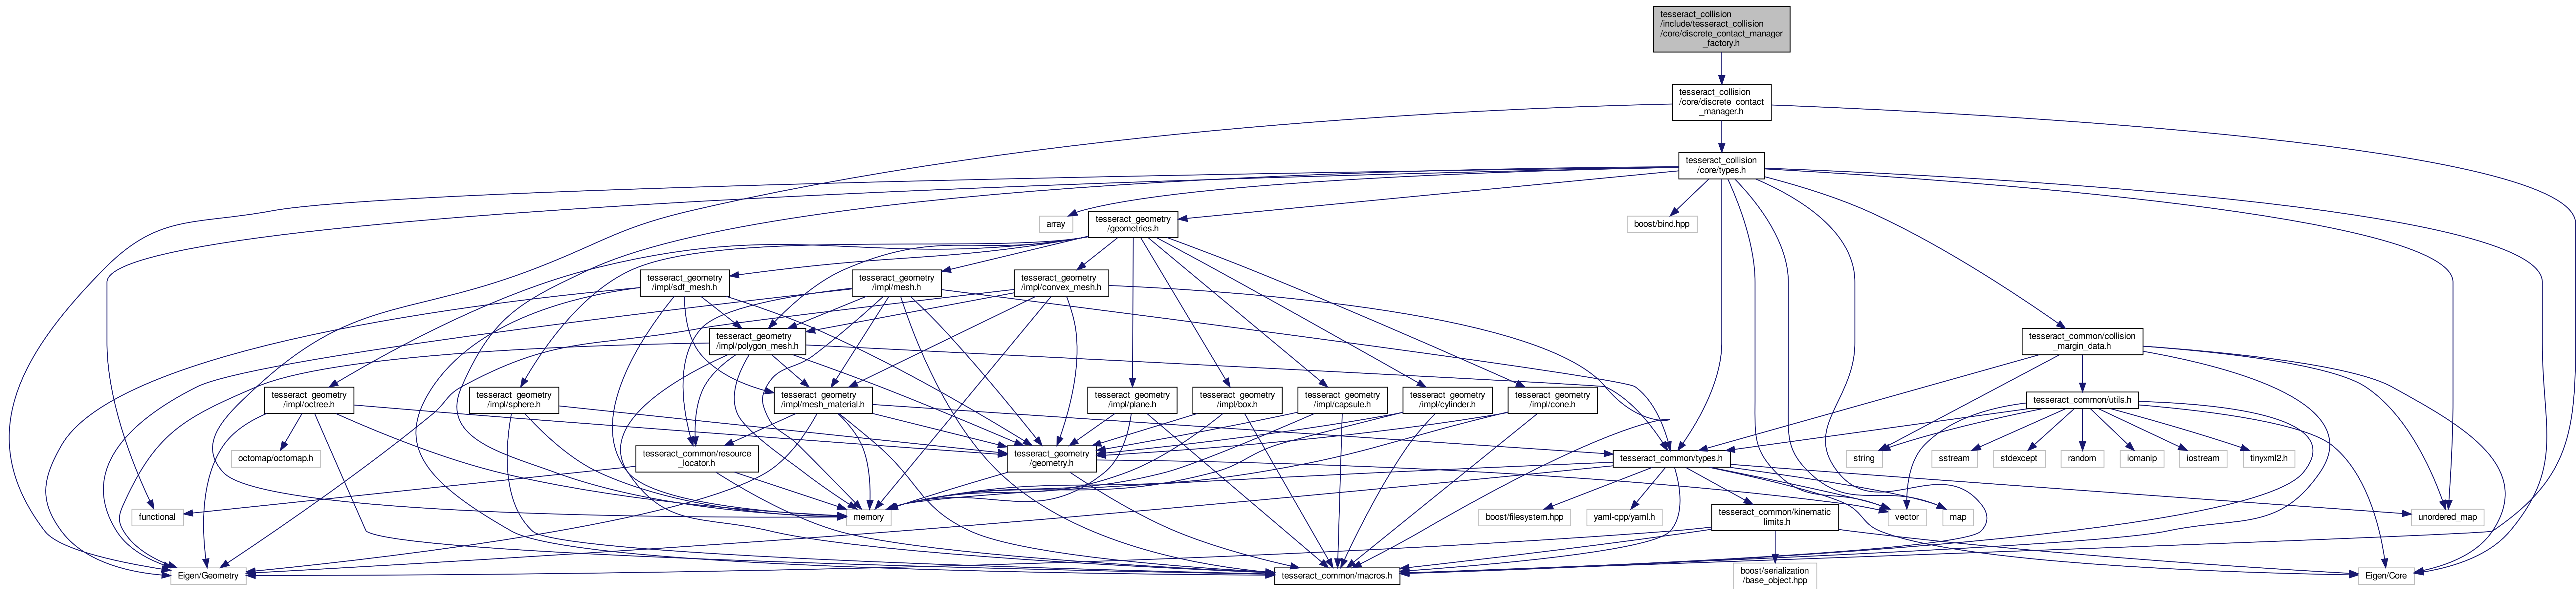 tesseract_collision
/include/tesseract_collision
/core/discrete_contact_manager
_factory.h
tesseract_collision
/core/discrete_contact
_manager.h
tesseract_collision
/core/types.h
array
tesseract_geometry
/geometries.h
boost/bind.hpp
tesseract_geometry
/impl/sdf_mesh.h
tesseract_geometry
/impl/mesh.h
tesseract_geometry
/impl/convex_mesh.h
tesseract_geometry
/impl/polygon_mesh.h
tesseract_common/collision
_margin_data.h
tesseract_geometry
/impl/octree.h
tesseract_geometry
/impl/sphere.h
tesseract_geometry
/impl/mesh_material.h
tesseract_geometry
/impl/plane.h
tesseract_geometry
/impl/box.h
tesseract_geometry
/impl/capsule.h
tesseract_geometry
/impl/cylinder.h
tesseract_geometry
/impl/cone.h
tesseract_common/utils.h
octomap/octomap.h
tesseract_common/resource
_locator.h
tesseract_geometry
/geometry.h
tesseract_common/types.h
string
sstream
stdexcept
random
iomanip
iostream
tinyxml2.h
functional
memory
boost/filesystem.hpp
yaml-cpp/yaml.h
tesseract_common/kinematic
_limits.h
vector
map
unordered_map
Eigen/Geometry
tesseract_common/macros.h
boost/serialization
/base_object.hpp
Eigen/Core